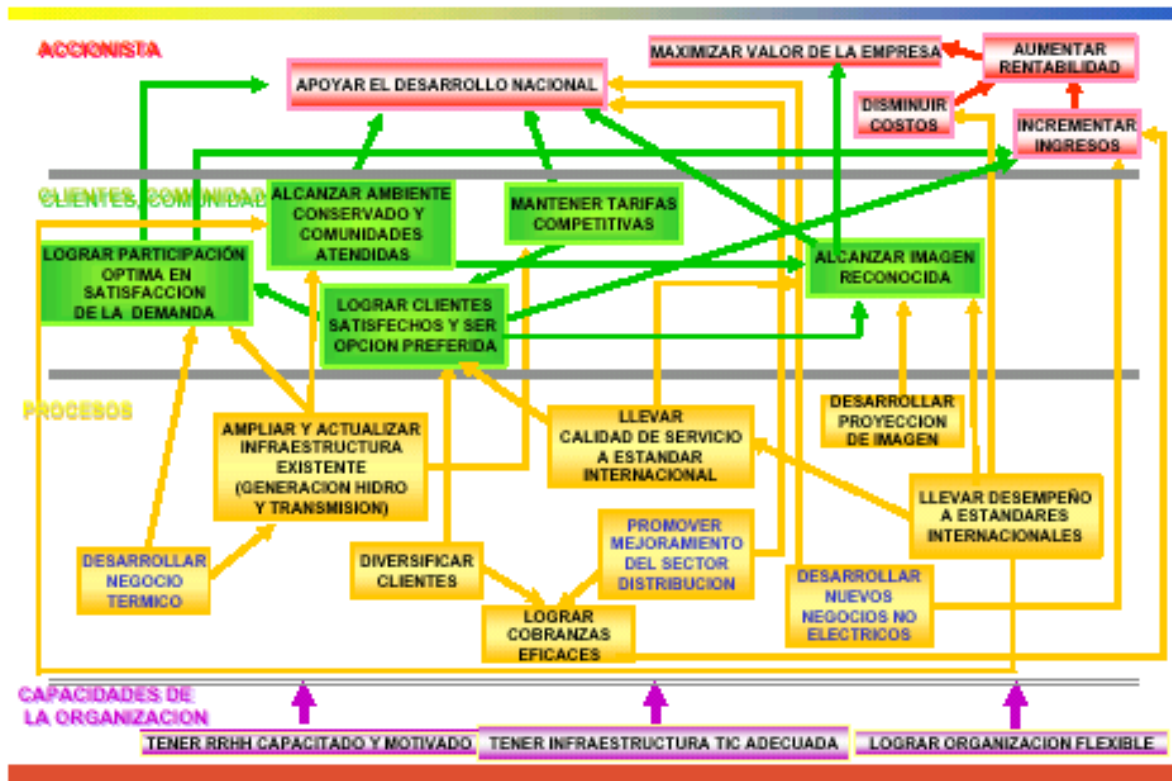 ACCIONISTA
MAXIMIZAR VALOR DE LA EMPRESA
AUMENTAR
RENTABILIDAD
APOYAR EL DESARROLLO NACIONAL
DISMINUIR
COSTOS
INCREMENTAR
INGRESOS
CLIENTES, COMUNIDAD
ALCANZAR AMBIENTE
CONSERVADO Y
COMUNIDADES
ATENDIDAS
MANTENER TARIFAS
COMPETITIVAS
LOGRAR PARTICIPACIÓN
OPTIMA EN
SATISFACCION
DE LA DEMANDA
ALCANZAR IMAGEN
RECONOCIDA
LOGRAR CLIENTES
SATISFECHOS Y SER
OPCION PREFERIDA
PROCESOS
AMPLIAR Y ACTUALIZAR
INFRAESTRUCTURA
EXISTENTE
(GENERACION HIDRO
Y TRANSMISION)
LLEVAR
CALIDAD DE SERVICIO
A ESTANDAR
INTERNACIONAL
DESARROLLAR
PROYECCION
DE IMAGEN
LLEVAR DESEMPEÑO
A ESTANDARES
INTERNACIONALES
DESARROLLAR
NEGOCIO
TERMICO
DIVERSIFICAR
CLIENTES
PROMOVER
MEJORAMIENTO
DEL SECTOR
DISTRIBUCION
DESARROLLAR
NUEVOS
NEGOCIOS NO
ELECTRICOS
LOGRAR
COBRANZAS
EFICACES
CAPACIDADES DE
LA ORGANIZACION
TENER RRHH CAPACITADO Y MOTIVADO
TENER INFRAESTRUCTURA TIC ADECUADA
LOGRAR ORGANIZACION FLEXIBLE